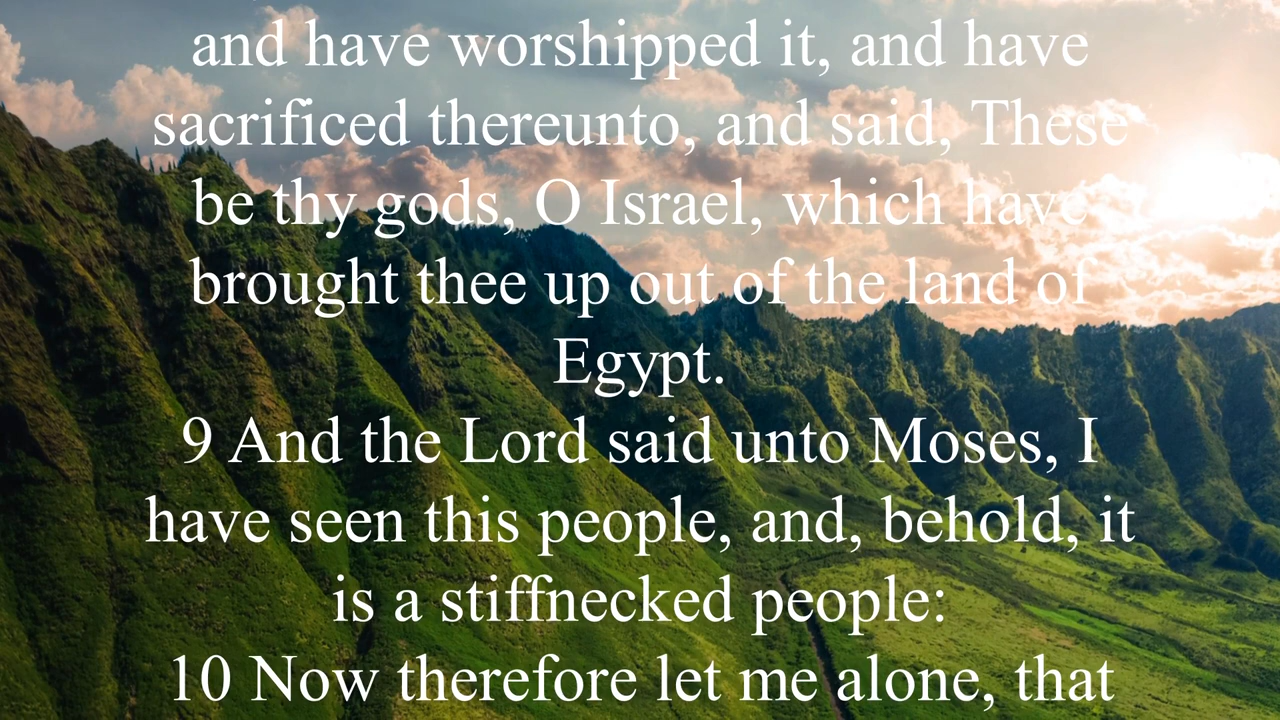 and have worshipped it, and have
sacrificed thereunto, and said, These
be thy gods, O Israel, which have
brought thee up out of the land of
Egypt.
9 And the Lord said unto Moses, I
have seen this people, and, behold, it
is a stiffnecked people:
10 Now therefore let me alone, that